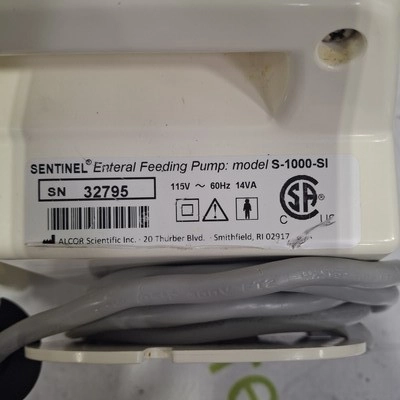 SENTINEL® Enteral Feeding Pump: model S-1000-SI
SN 32795
115V ~ 60Hz 14VA
C US
ALCOR Scientific Inc. · 20 Thurber Blvd. · Smithfield, RI 02917